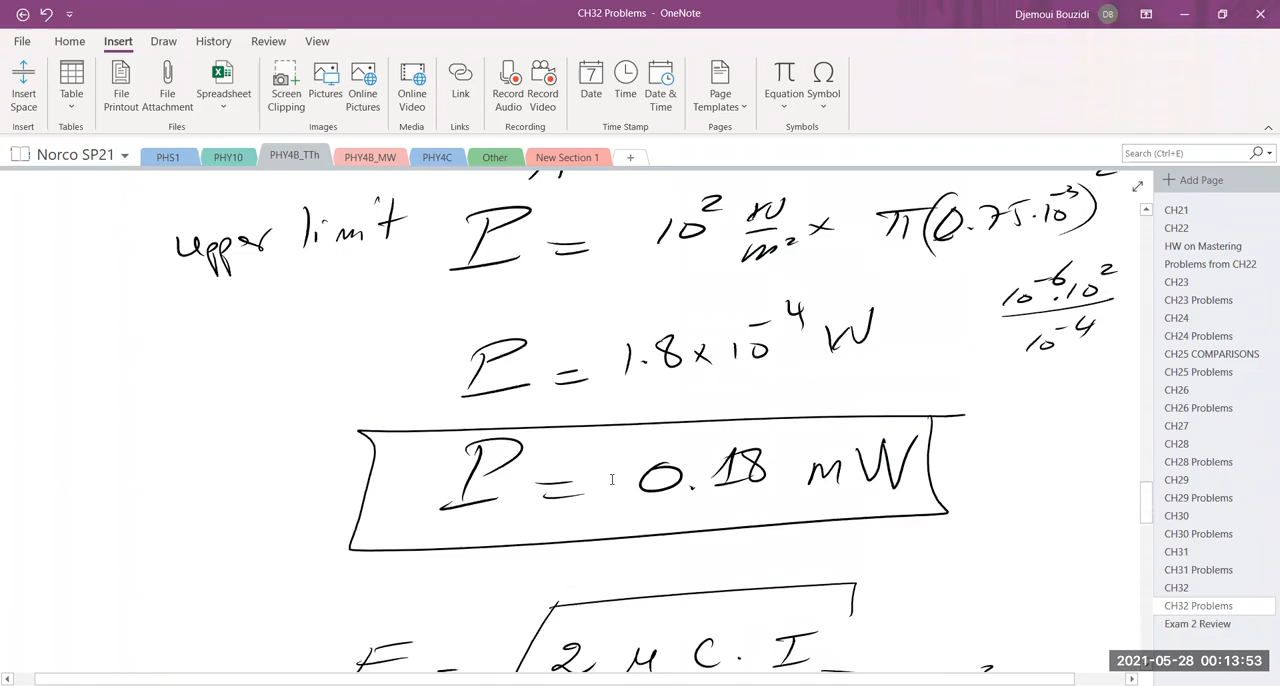 CH32 Problems - OneNote
Djemoui Bouzidi DB
File Home Insert Draw History Review View
Insert Space Table File Printout File Attachment Spreadsheet Screen Clipping Pictures Online Pictures Online Video Link Record Audio Record Video Date Time Date & Time Page Templates Equation Symbol
Insert Tables Files Images Media Links Recording Time Stamp Pages Symbols
Norco SP21 PHS1 PHY10 PHY4B_TTh PHY4B_MW PHY4C Other New Section 1 +
Search (Ctrl+E)
upper limit P = 10² W/m² × π(0.75·10⁻³)²
10⁻⁶·10²
10⁻⁴
P = 1.8 × 10⁻⁴ W
P = 0.18 mW
E = √2 μ C · I
Add Page
CH21
CH22
HW on Mastering
Problems from CH22
CH23
CH23 Problems
CH24
CH24 Problems
CH25 COMPARISONS
CH25 Problems
CH26
CH26 Problems
CH27
CH28
CH28 Problems
CH29
CH29 Problems
CH30
CH30 Problems
CH31
CH31 Problems
CH32
CH32 Problems
Exam 2 Review
2021-05-28 00:13:53